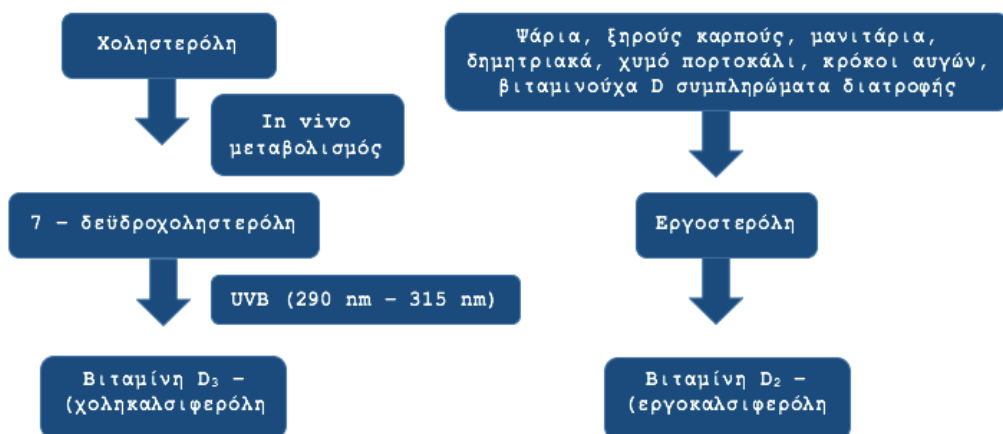 Χοληστερόλη
In vivo
μεταβολισμός
7 – δεϋδροχοληστερόλη
UVB (290 nm – 315 nm)
Βιταμίνη D₃ –
(χοληκαλσιφερόλη
Ψάρια, ξηρούς καρπούς, μανιτάρια,
δημητριακά, χυμό πορτοκάλι, κρόκοι αυγών,
βιταμινούχα D συμπληρώματα διατροφής
Εργοστερόλη
Βιταμίνη D₂ –
(εργοκαλσιφερόλη